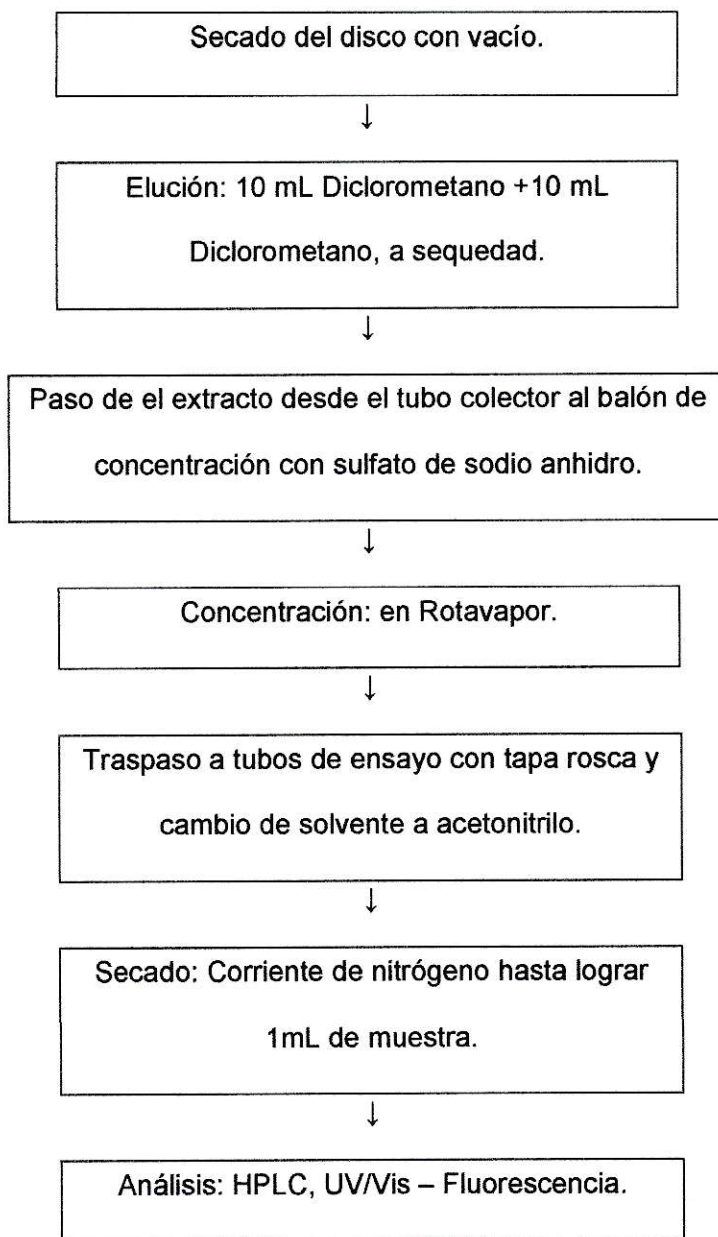 Secado del disco con vacío.
↓
Elución: 10 mL Diclorometano +10 mL
Diclorometano, a sequedad.
↓
Paso de el extracto desde el tubo colector al balón de
concentración con sulfato de sodio anhidro.
↓
Concentración: en Rotavapor.
↓
Traspaso a tubos de ensayo con tapa rosca y
cambio de solvente a acetonitrilo.
↓
Secado: Corriente de nitrógeno hasta lograr
1mL de muestra.
↓
Análisis: HPLC, UV/Vis – Fluorescencia.